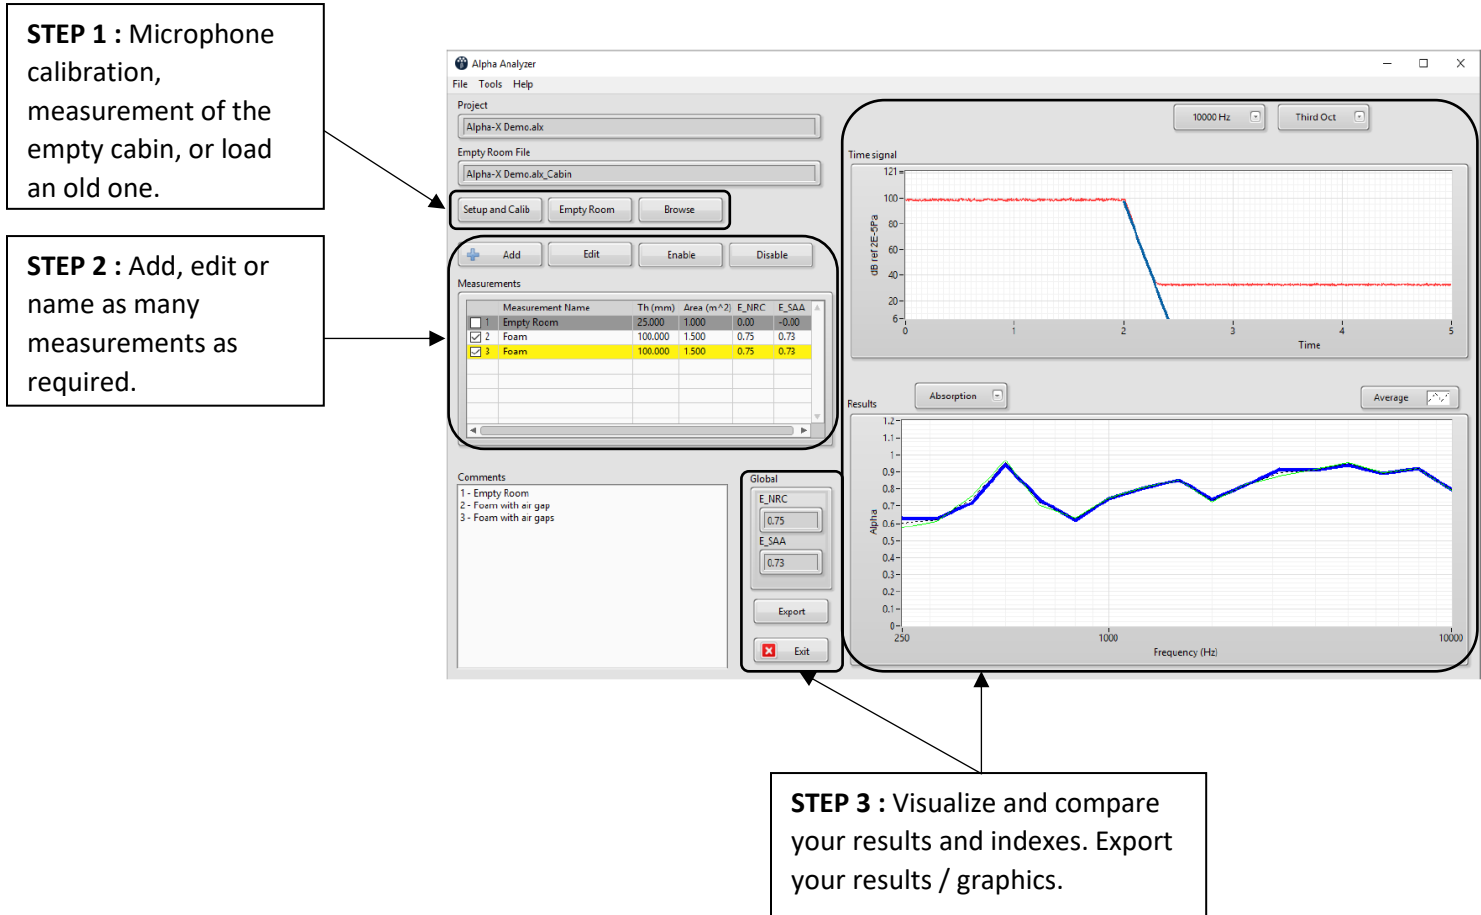 STEP 1 : Microphone
calibration,
measurement of the
empty cabin, or load
an old one.
STEP 2 : Add, edit or
name as many
measurements as
required.
Alpha Analyzer
File Tools Help
Project
Alpha-X Demo.alx
Empty Room File
Alpha-X Demo.alx_Cabin
Setup and Calib Empty Room Browse
Add Edit Enable Disable
Measurements
Measurement Name Th (mm) Area (m^2) E_NRC E_SAA
1 Empty Room 25.000 1.000 0.00 -0.00
2 Foam 100.000 1.500 0.75 0.73
3 Foam 100.000 1.500 0.75 0.73
Comments
1 - Empty Room
2 - Foam with air gap
3 - Foam with air gaps
Global
E_NRC
0.75
E_SAA
0.73
Export
Exit
10000 Hz Third Oct
Time signal
dB ref 2E-5Pa
121
100
80
60
40
20
6
0 1 2 3 4 5
Time
Results
Absorption
Average
Alpha
1.2
1.1
1
0.9
0.8
0.7
0.6
0.5
0.4
0.3
0.2
0.1
0
250 1000 10000
Frequency (Hz)
STEP 3 : Visualize and compare
your results and indexes. Export
your results / graphics.